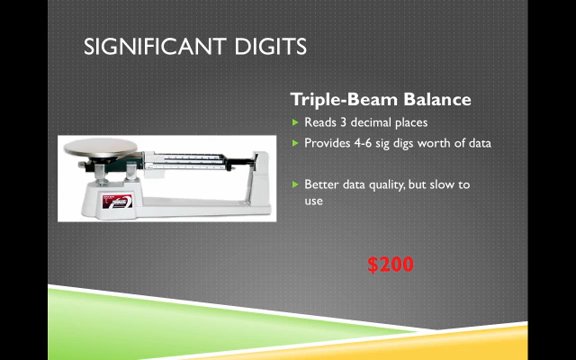 SIGNIFICANT DIGITS
Triple-Beam Balance
Reads 3 decimal places
Provides 4-6 sig digs worth of data
Better data quality, but slow to
use
$200